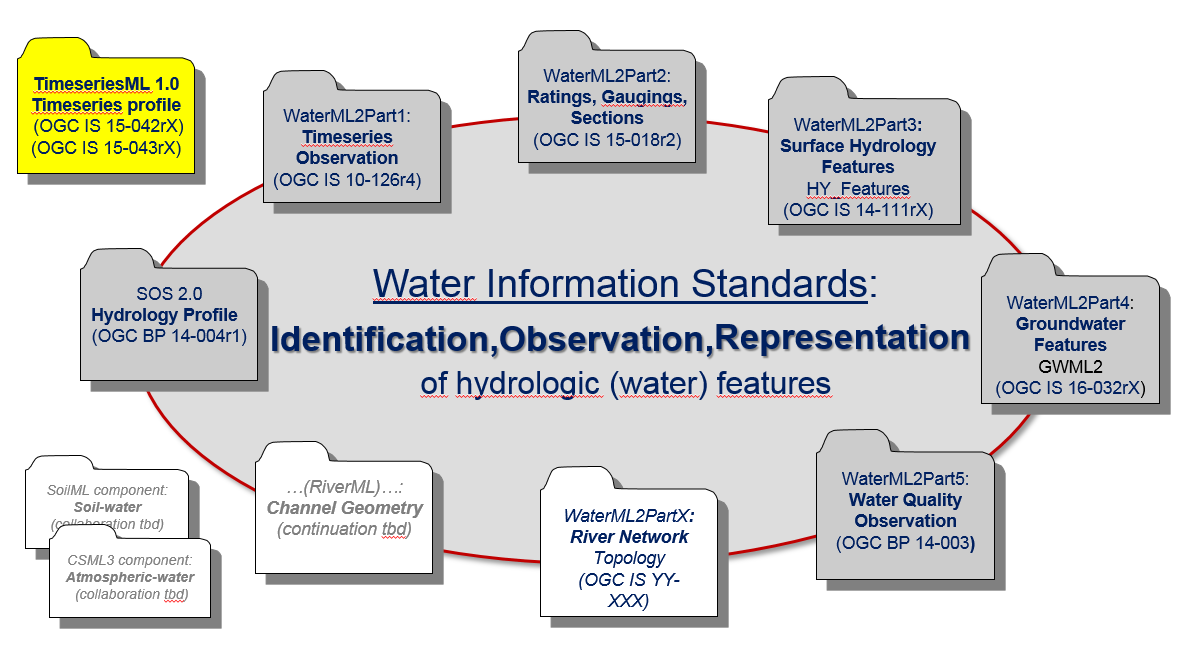 TimeseriesML 1.0
Timeseries profile
(OGC IS 15-042rX)
(OGC IS 15-043rX)
WaterML2Part1:
Timeseries
Observation
(OGC IS 10-126r4)
WaterML2Part2:
Ratings, Gaugings,
Sections
(OGC IS 15-018r2)
WaterML2Part3:
Surface Hydrology
Features
HY_Features
(OGC IS 14-111rX)
SOS 2.0
Hydrology Profile
(OGC BP 14-004r1)
Water Information Standards:
Identification,Observation,Representation
of hydrologic (water) features
WaterML2Part4:
Groundwater
Features
GWML2
(OGC IS 16-032rX)
SoilML component:
Soil-water
(collaboration tbd)
CSML3 component:
Atmospheric-water
(collaboration tbd)
…(RiverML)…:
Channel Geometry
(continuation tbd)
WaterML2PartX:
River Network
Topology
(OGC IS YY-
XXX)
WaterML2Part5:
Water Quality
Observation
(OGC BP 14-003)